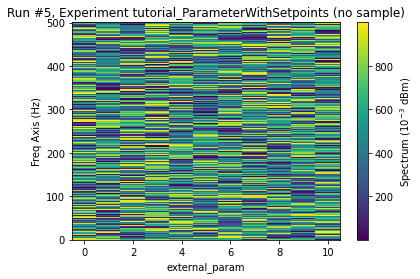 Run #5, Experiment tutorial_ParameterWithSetpoints (no sample)
500
400
300
200
100
0
Freq Axis (Hz)
0 2 4 6 8 10
external_param
800
600
400
200
Spectrum (10⁻³ dBm)